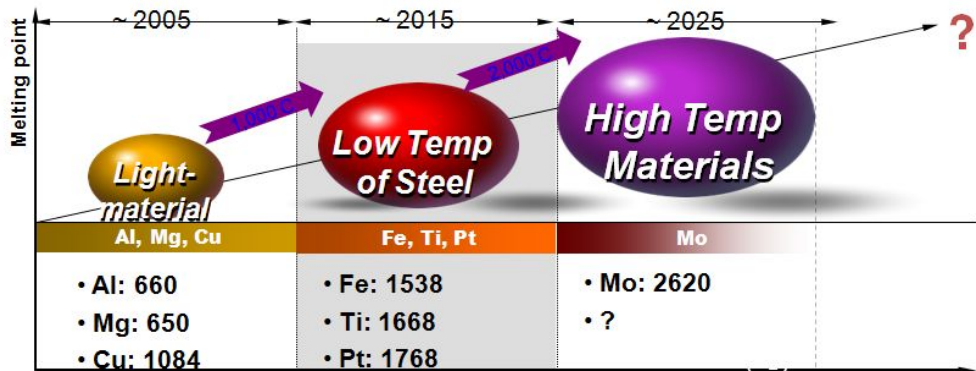 ~ 2005
~ 2015
~ 2025
?
Melting point
1,000 C
2,000 C
Light-
material
Low Temp
of Steel
High Temp
Materials
Al, Mg, Cu
Fe, Ti, Pt
Mo
• Al: 660
• Mg: 650
• Cu: 1084
• Fe: 1538
• Ti: 1668
• Pt: 1768
• Mo: 2620
• ?